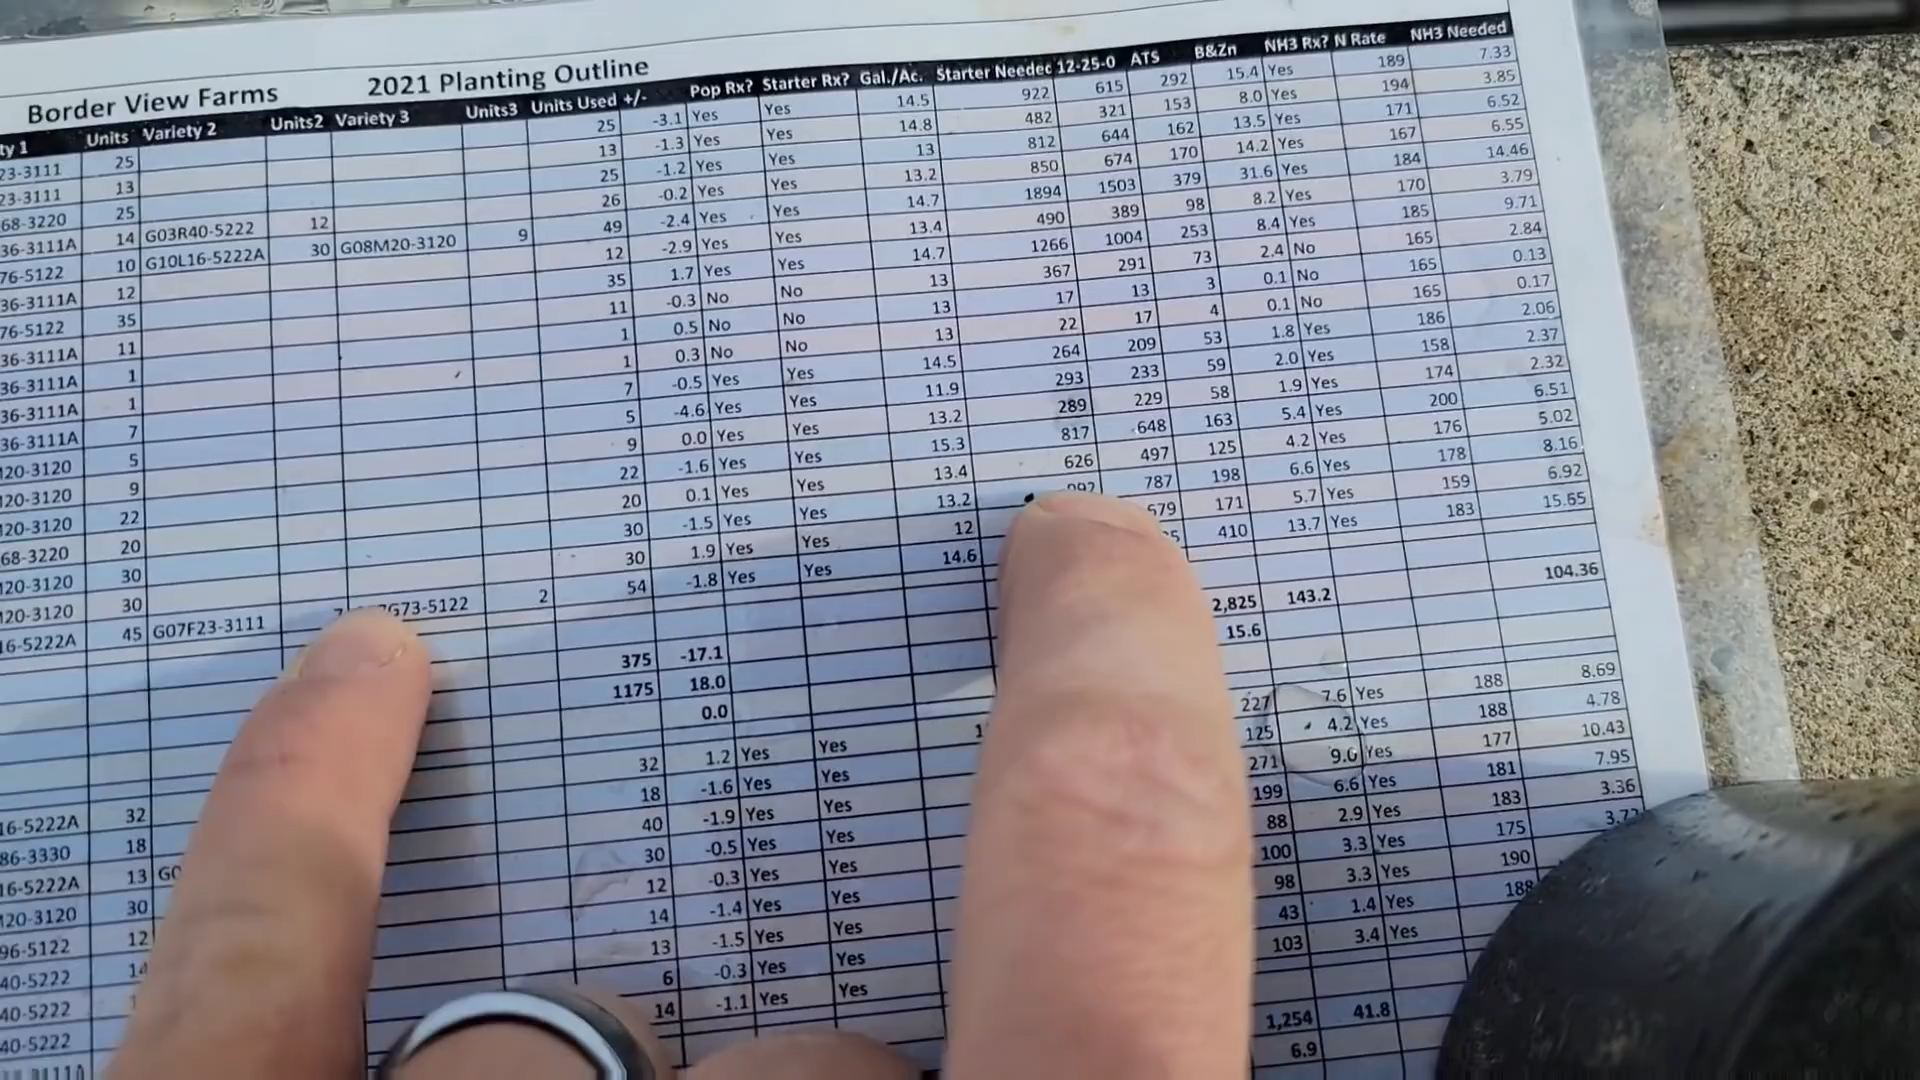 Border View Farms 2021 Planting Outline
Units Variety 2 Units2 Variety 3 Units3 Units Used +/- Pop Rx? Starter Rx? Gal./Ac. Starter Needed 12-25-0 ATS B&Zn NH3 Rx? N Rate NH3 Needed
23-3111 25 25 -3.1 Yes Yes 14.5 922 615 292 15.4 Yes 189 7.33
23-3111 13 13 -1.3 Yes Yes 14.8 482 321 153 8.0 Yes 194 3.85
68-3220 25 25 -1.2 Yes Yes 13 812 644 162 13.5 Yes 171 6.52
36-3111A 14 G03R40-5222 12 26 -0.2 Yes Yes 13.2 850 674 170 14.2 Yes 167 6.55
76-5122 10 G10L16-5222A 30 G08M20-3120 9 49 -2.4 Yes Yes 14.7 1894 1503 379 31.6 Yes 184 14.46
36-3111A 12 12 -2.9 Yes Yes 13.4 490 389 98 8.2 Yes 170 3.79
76-5122 35 35 1.7 Yes Yes 14.7 1266 1004 253 8.4 Yes 185 9.71
36-3111A 11 11 -0.3 No No 13 367 291 73 2.4 No 165 2.84
36-3111A 1 1 0.5 No No 13 17 13 3 0.1 No 165 0.13
36-3111A 1 1 0.3 No No 13 22 17 4 0.1 No 165 0.17
36-3111A 7 7 -0.5 Yes Yes 14.5 264 209 53 1.8 Yes 186 2.06
20-3120 5 5 -4.6 Yes Yes 11.9 293 233 59 2.0 Yes 158 2.37
20-3120 9 9 0.0 Yes Yes 13.2 289 229 58 1.9 Yes 174 2.32
20-3120 22 22 -1.6 Yes Yes 15.3 817 648 163 5.4 Yes 200 6.51
68-3220 20 20 0.1 Yes Yes 13.4 626 497 125 4.2 Yes 176 5.02
20-3120 30 30 -1.5 Yes Yes 13.2 787 198 6.6 Yes 178 8.16
20-3120 30 30 1.9 Yes Yes 12 171 5.7 Yes 159 6.92
16-5222A 45 G07F23-3111 G73-5122 2 54 -1.8 Yes Yes 14.6 410 13.7 Yes 183 15.65
375 -17.1 2,825 143.2 104.36
1175 18.0 15.6
0.0
16-5222A 32 32 1.2 Yes Yes 227 7.6 Yes 188 8.69
86-3330 18 18 -1.6 Yes Yes 125 4.2 Yes 188 4.78
16-5222A 13 40 -1.9 Yes Yes 271 9.0 Yes 177 10.43
20-3120 30 30 -0.5 Yes Yes 199 6.6 Yes 181 7.95
96-5122 12 12 -0.3 Yes Yes 88 2.9 Yes 183 3.36
40-5222 14 -1.4 Yes Yes 100 3.3 Yes 175
40-5222 13 -1.5 Yes Yes 98 3.3 Yes 190
40-5222 6 -0.3 Yes Yes 43 1.4 Yes 188
14 -1.1 Yes Yes 103 3.4 Yes
1,254 41.8
6.9